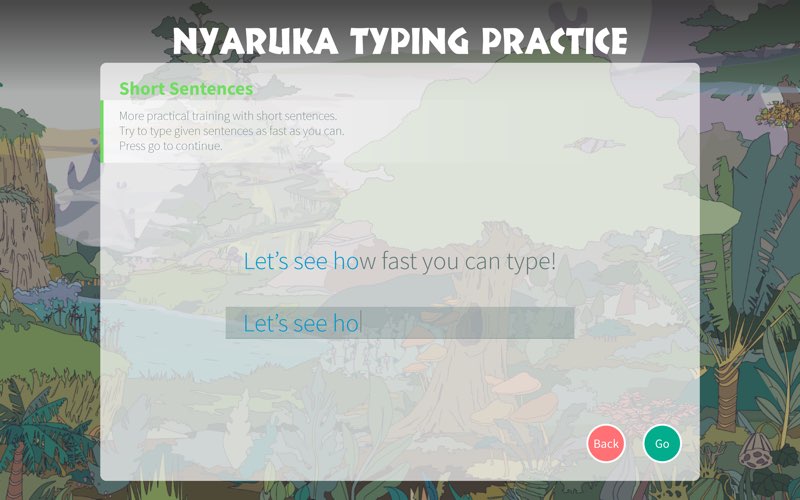 NYARUKA TYPING PRACTICE
Short Sentences
More practical training with short sentences.
Try to type given sentences as fast as you can.
Press go to continue.
Let’s see how fast you can type!
Let’s see ho
Back
Go